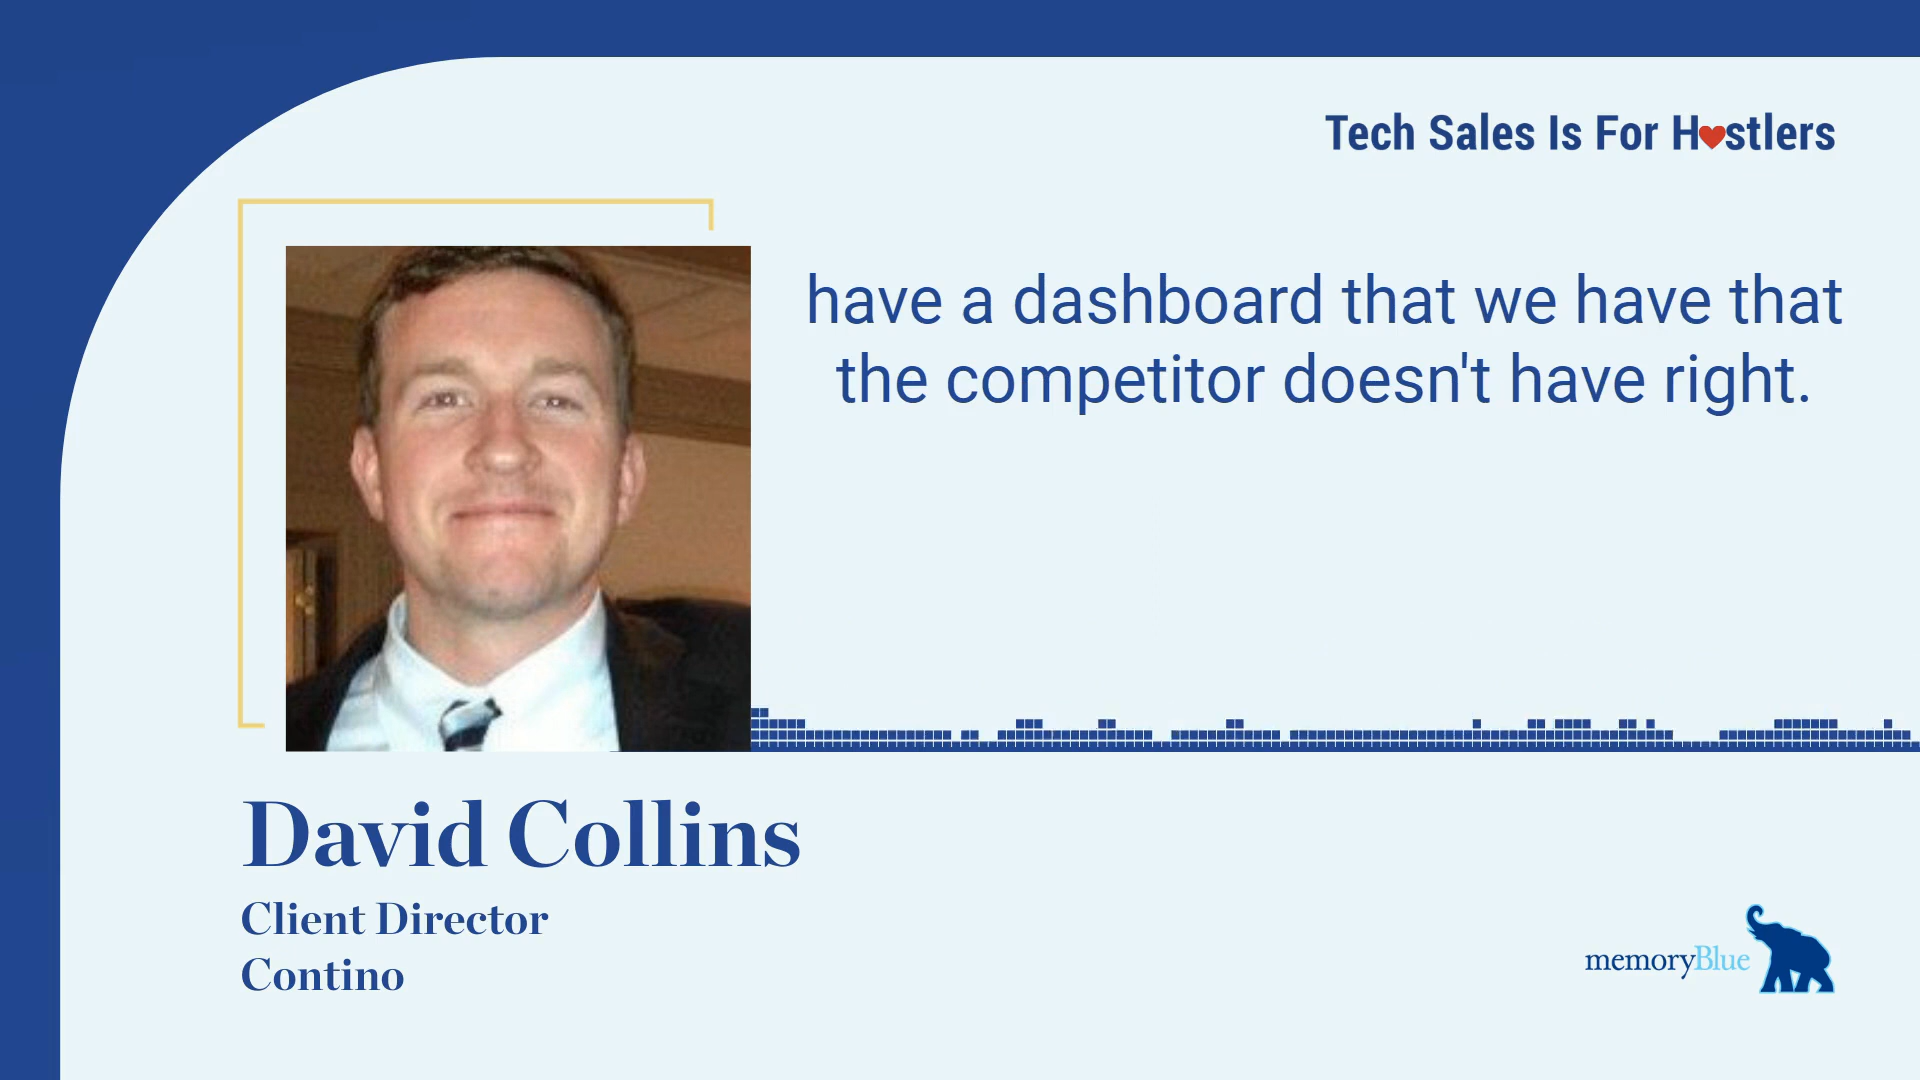 Tech Sales Is For H❤stlers
have a dashboard that we have that
the competitor doesn't have right.
David Collins
Client Director
Contino
memoryBlue